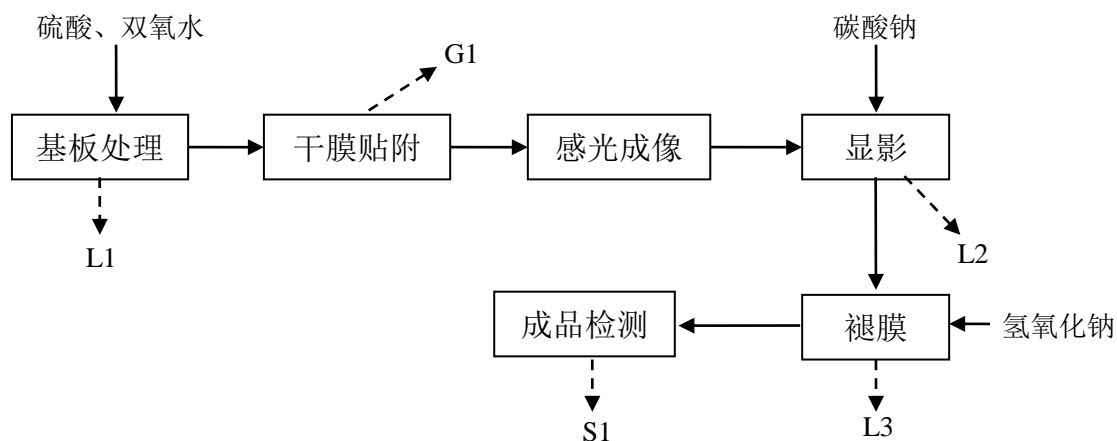 硫酸、双氧水
碳酸钠
G1
基板处理
干膜贴附
感光成像
显影
L1
L2
成品检测
褪膜
氢氧化钠
S1
L3